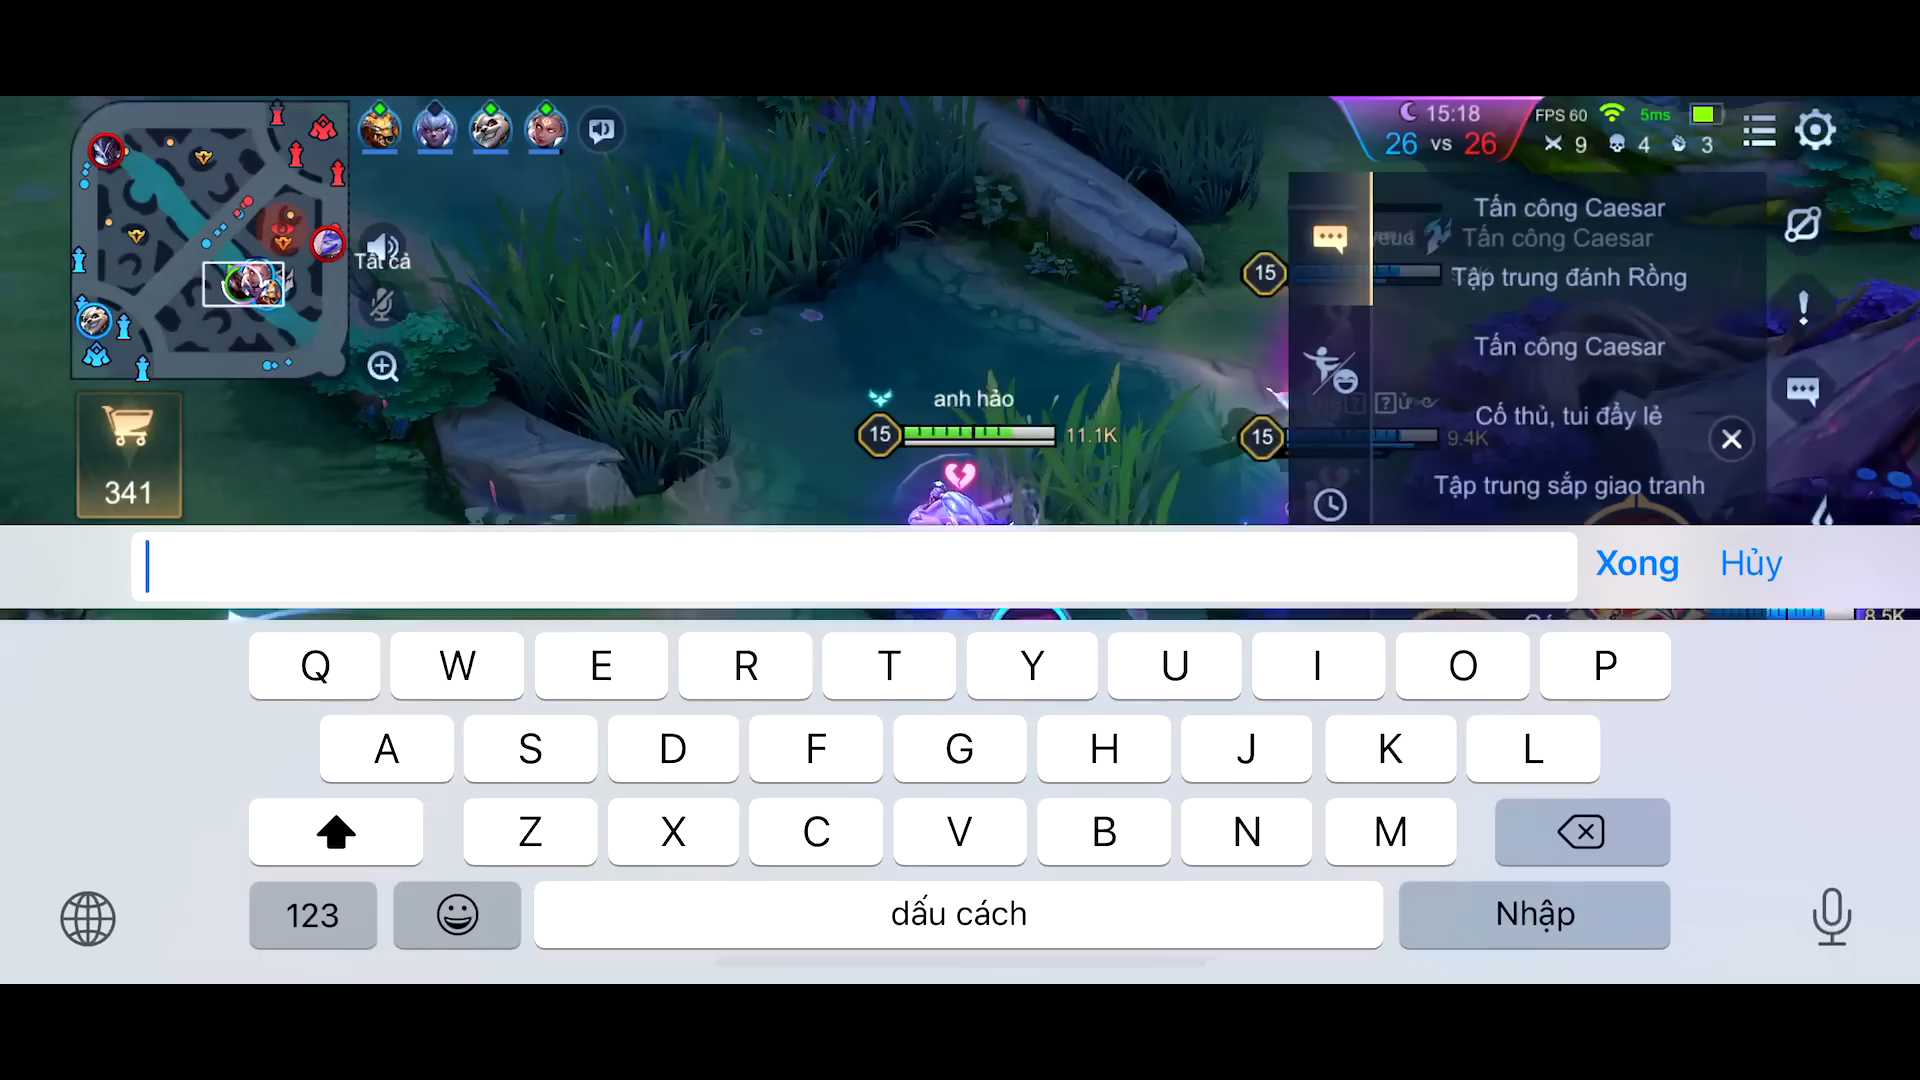 15:18
26 vs 26
FPS 60
5ms
9
4
3
Tất cả
Tấn công Caesar
Tấn công Caesar
Tập trung đánh Rồng
Tấn công Caesar
Cố thủ, tui đẩy lẻ
Tập trung sắp giao tranh
15
anh hảo
15
11.1K
15
9.4K
341
Xong
Hủy
8.5K
Q W E R T Y U I O P
A S D F G H J K L
Z X C V B N M
123
dấu cách
Nhập